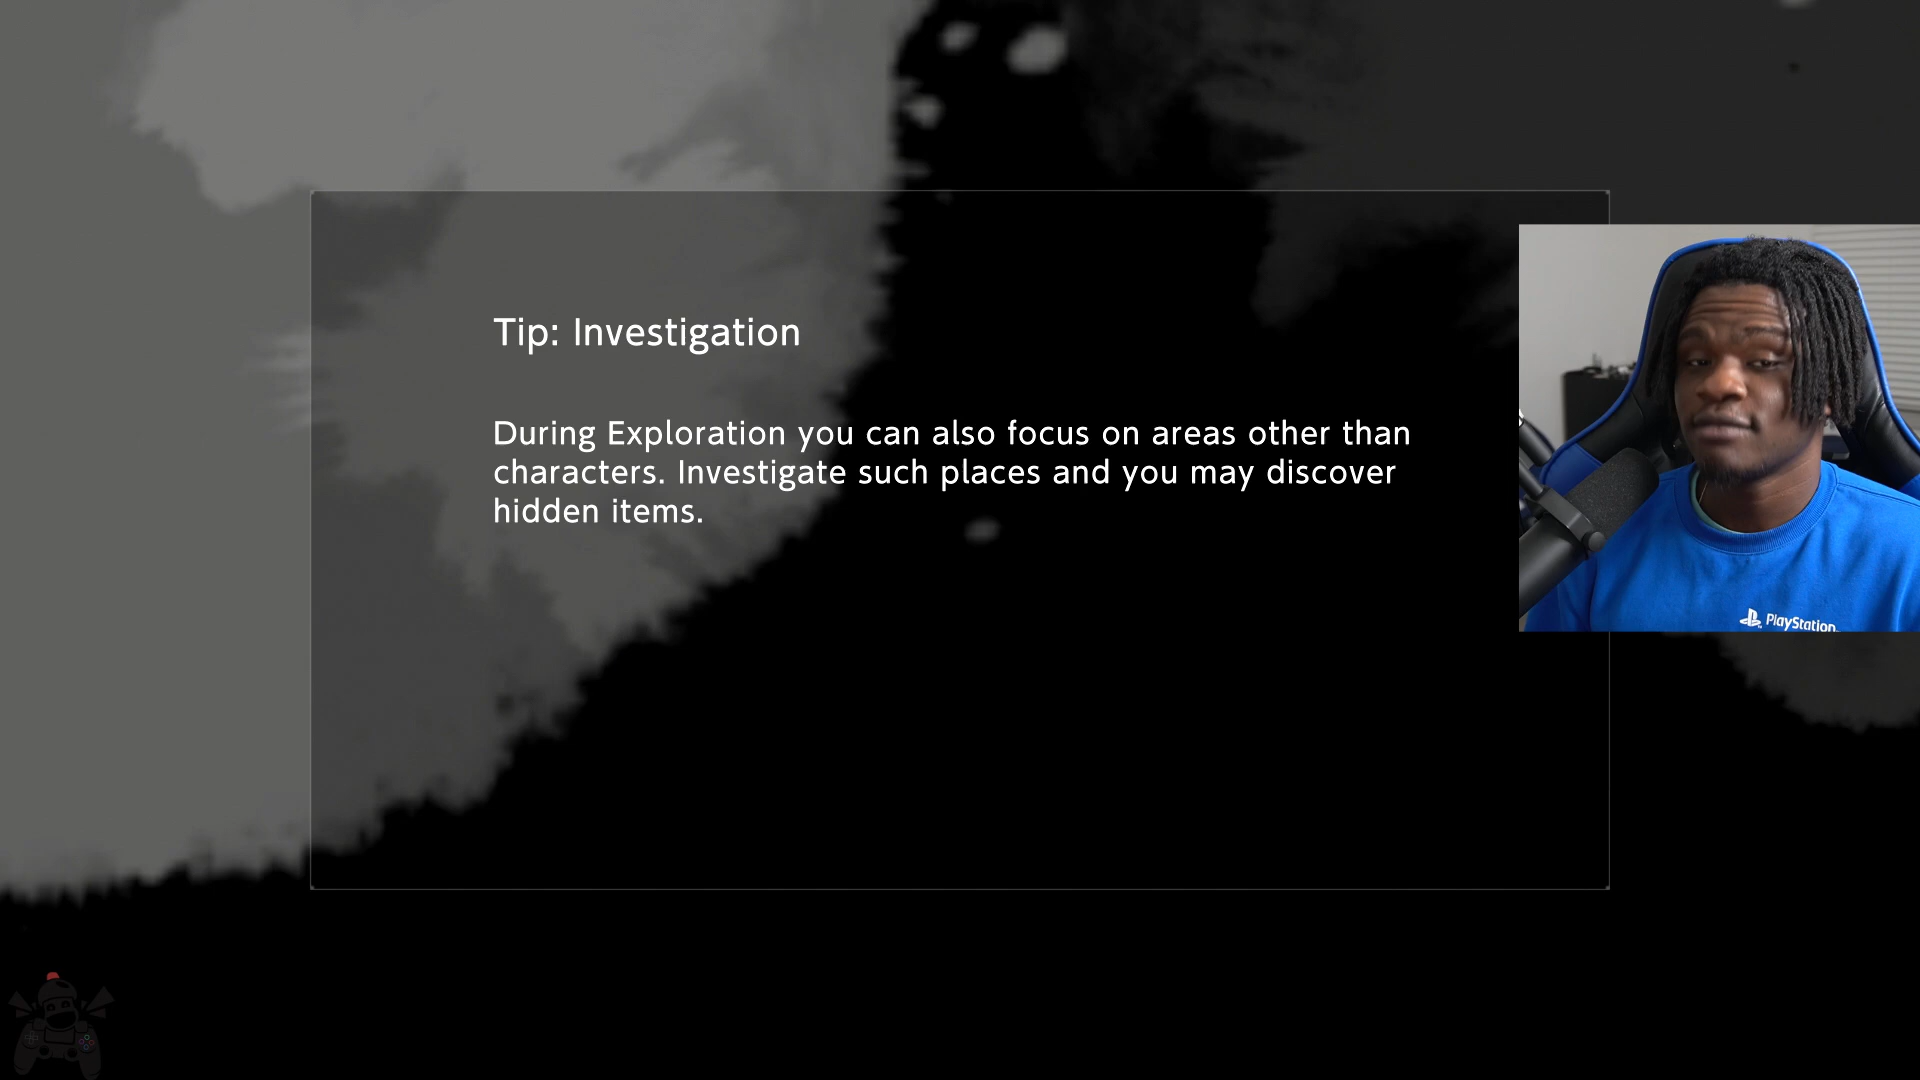 Tip: Investigation
During Exploration you can also focus on areas other than
characters. Investigate such places and you may discover
hidden items.
PlayStation